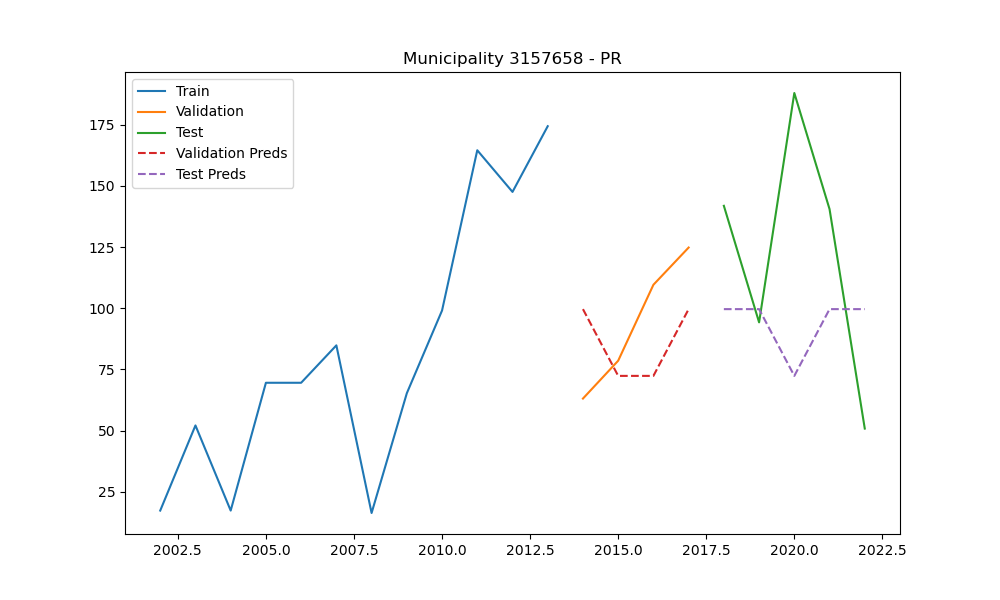 Municipality 3157658 - PR
Train
Validation
Test
Validation Preds
Test Preds
175
150
125
100
75
50
25
2002.5 2005.0 2007.5 2010.0 2012.5 2015.0 2017.5 2020.0 2022.5